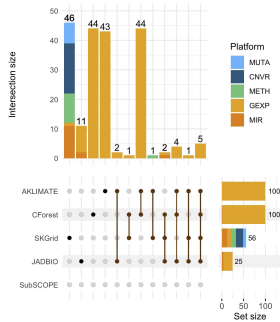 50
40
30
20
10
0
Intersection size
46
11
44
43
2
1
44
1
2
4
1
5
Platform
MUTA
CNVR
METH
GEXP
MIR
AKLIMATE
CForest
SKGrid
JADBIO
SubSCOPE
100
100
56
25
0 50 100
Set size